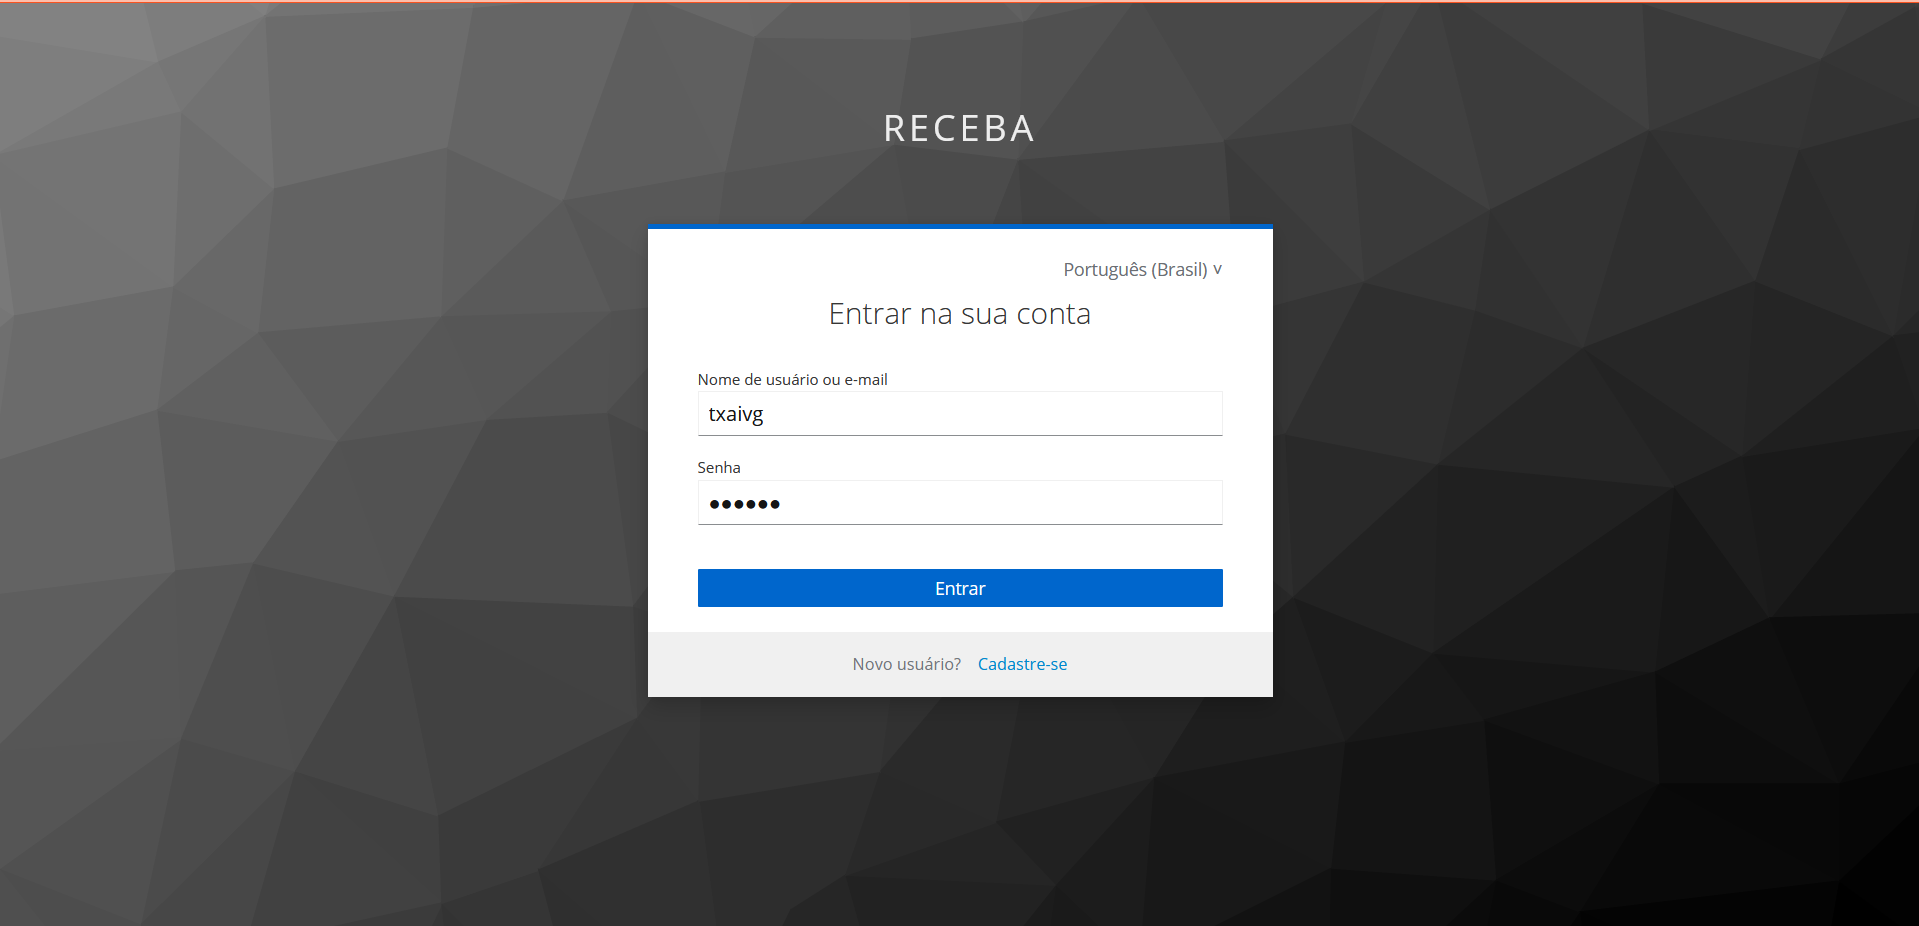 RECEBA
Português (Brasil) v
Entrar na sua conta
Nome de usuário ou e-mail
txaivg
Senha
●●●●●●
Entrar
Novo usuário? Cadastre-se